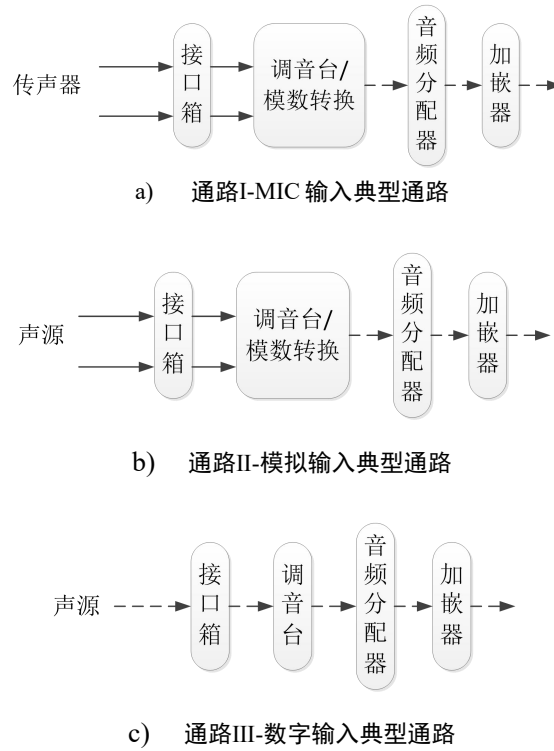 传声器
接口箱
调音台/
模数转换
音频分配器
加嵌器
a) 通路I-MIC 输入典型通路
声源
接口箱
调音台/
模数转换
音频分配器
加嵌器
b) 通路II-模拟输入典型通路
声源
接口箱
调音台
音频分配器
加嵌器
c) 通路III-数字输入典型通路